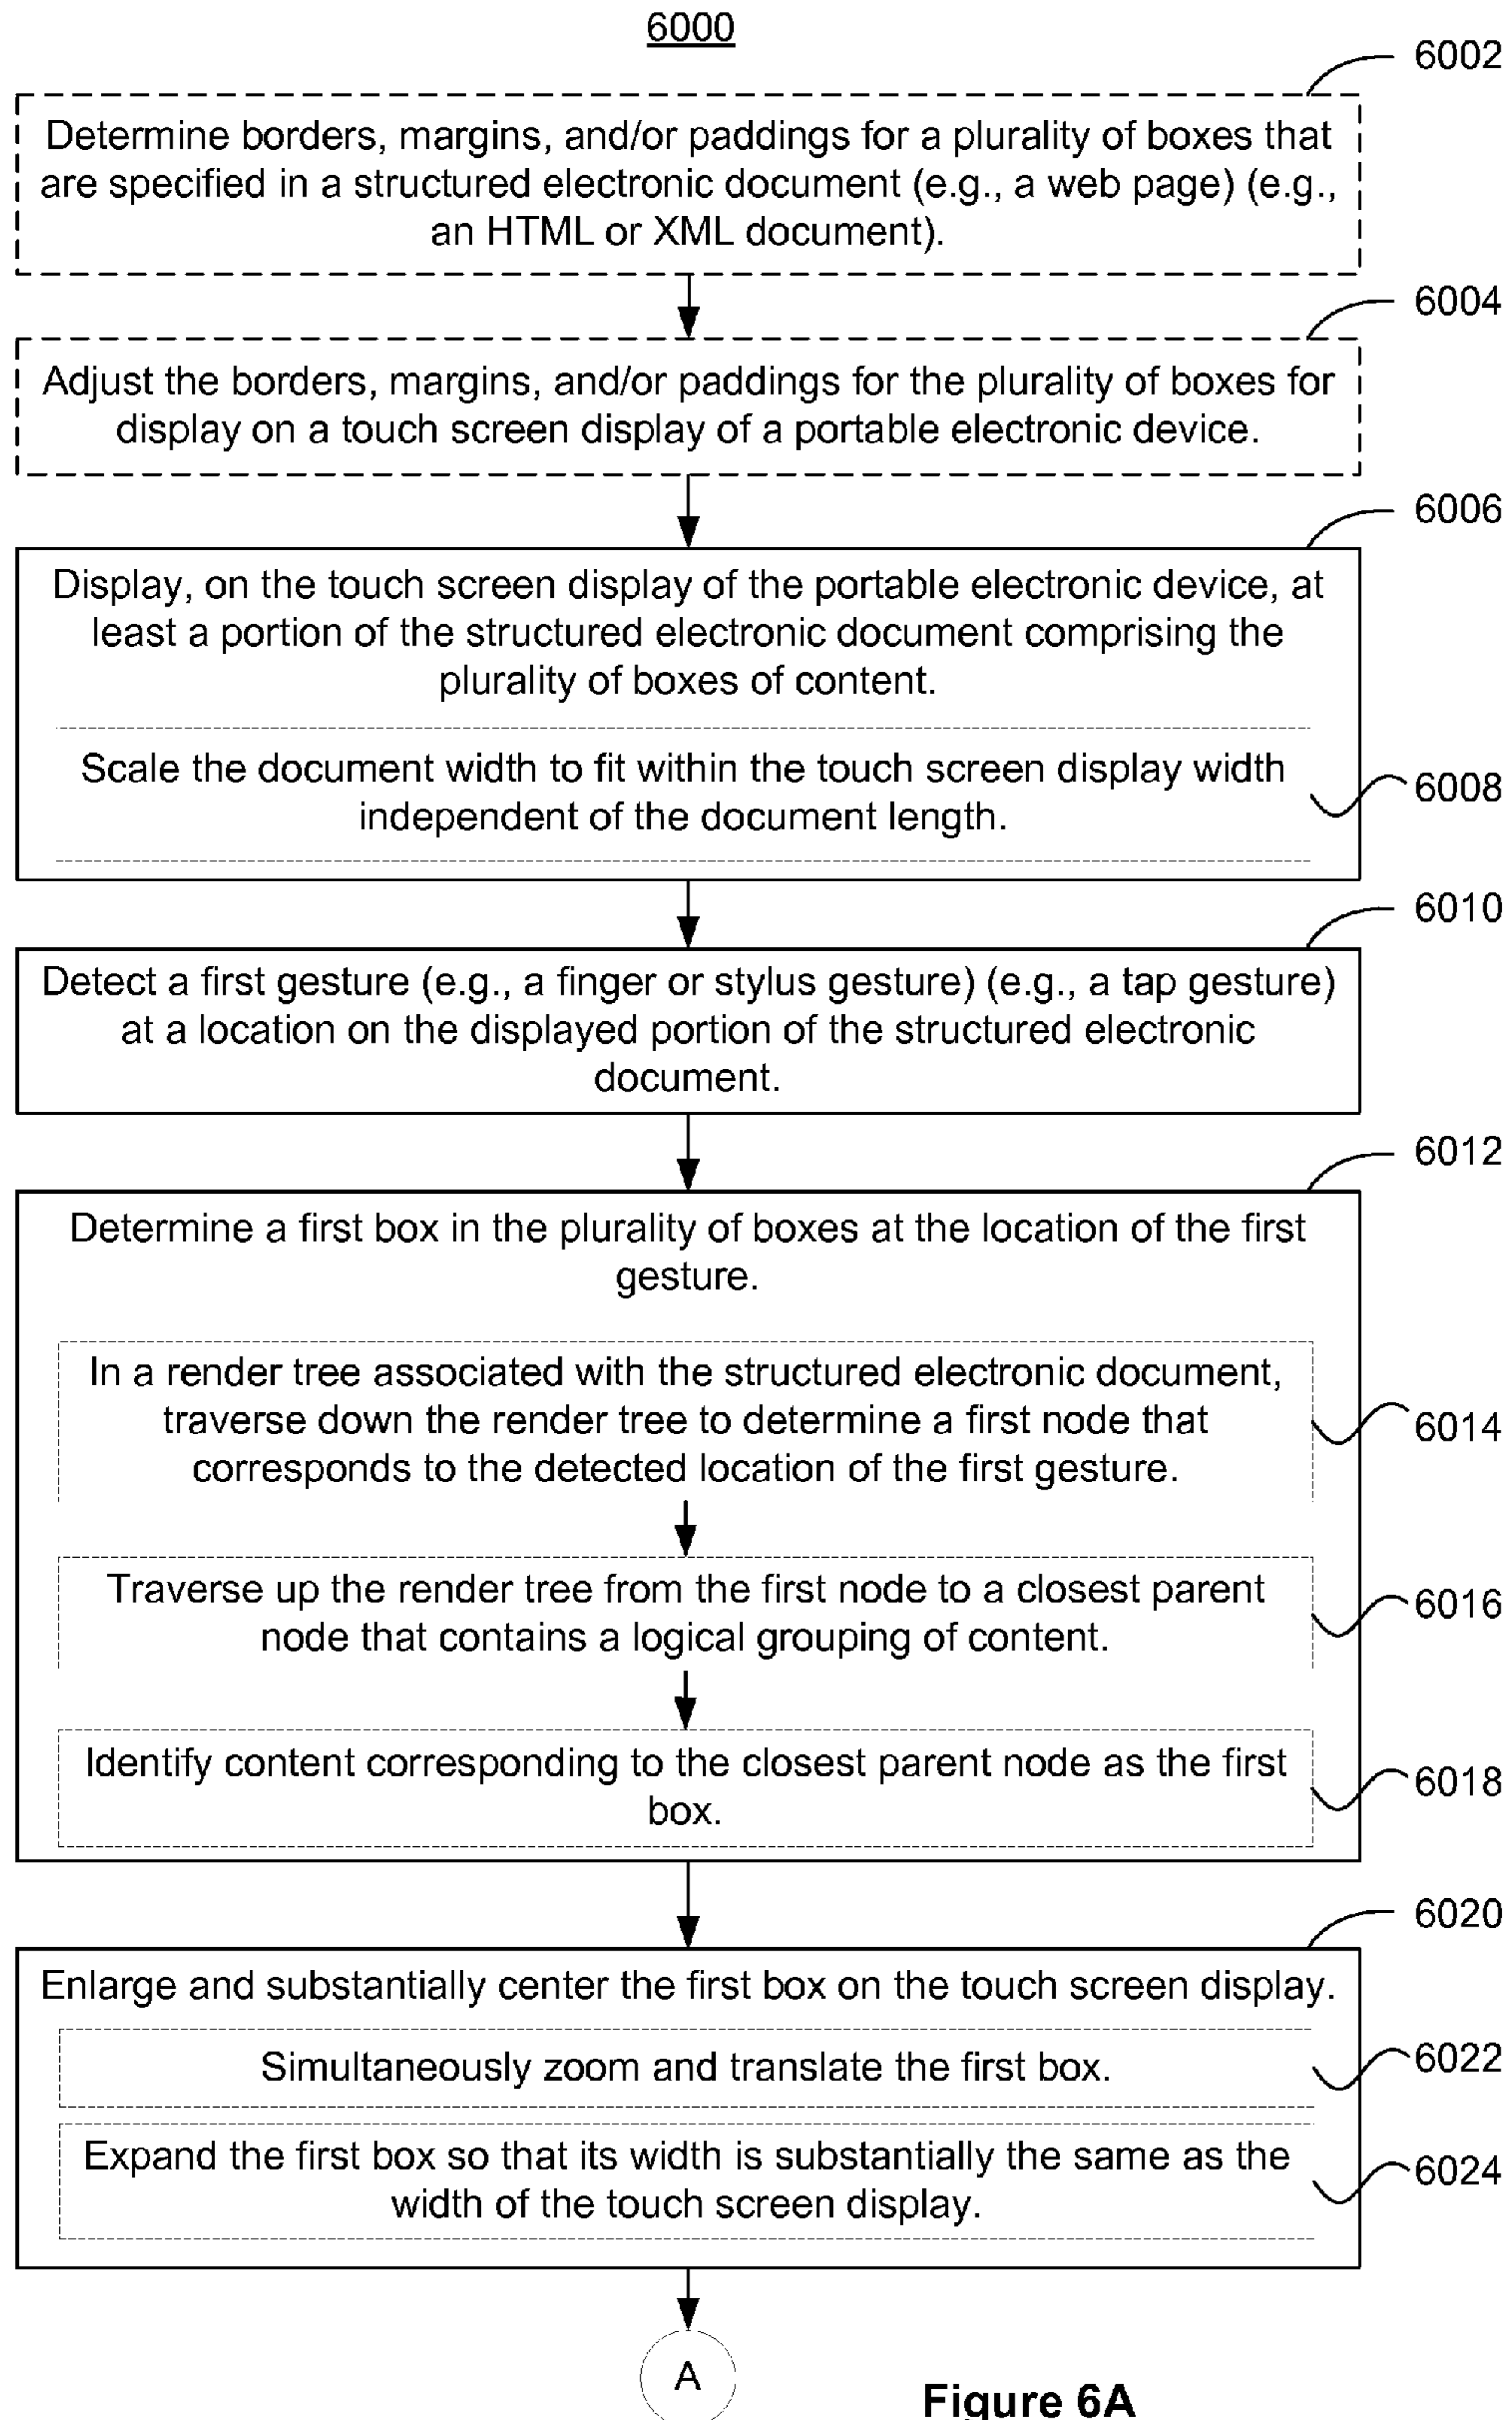 6000
6002
Determine borders, margins, and/or paddings for a plurality of boxes that
are specified in a structured electronic document (e.g., a web page) (e.g.,
an HTML or XML document).
6004
Adjust the borders, margins, and/or paddings for the plurality of boxes for
display on a touch screen display of a portable electronic device.
6006
Display, on the touch screen display of the portable electronic device, at
least a portion of the structured electronic document comprising the
plurality of boxes of content.
Scale the document width to fit within the touch screen display width
independent of the document length.
6008
6010
Detect a first gesture (e.g., a finger or stylus gesture) (e.g., a tap gesture)
at a location on the displayed portion of the structured electronic
document.
6012
Determine a first box in the plurality of boxes at the location of the first
gesture.
In a render tree associated with the structured electronic document,
traverse down the render tree to determine a first node that
corresponds to the detected location of the first gesture.
6014
Traverse up the render tree from the first node to a closest parent
node that contains a logical grouping of content.
6016
Identify content corresponding to the closest parent node as the first
box.
6018
6020
Enlarge and substantially center the first box on the touch screen display.
Simultaneously zoom and translate the first box.
6022
Expand the first box so that its width is substantially the same as the
width of the touch screen display.
6024
A
Figure 6A